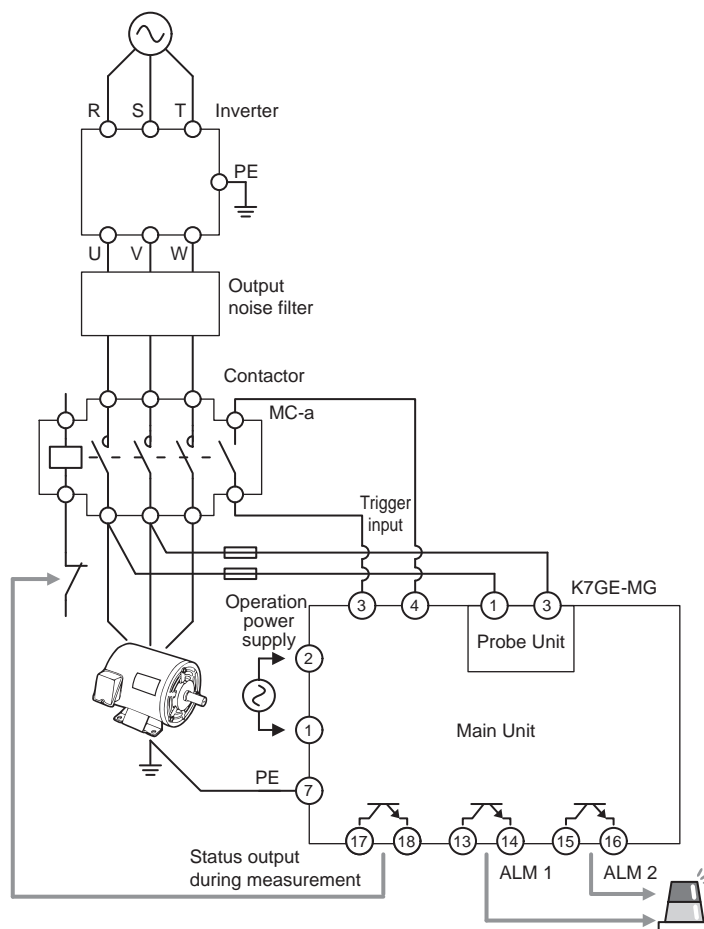 R S T Inverter
PE
U V W
Output
noise filter
Contactor
MC-a
Trigger
input
3 4 1 3 K7GE-MG
Operation
power
supply
Probe Unit
2
1
Main Unit
PE 7
17 18 13 14 15 16
Status output
during measurement
ALM 1 ALM 2